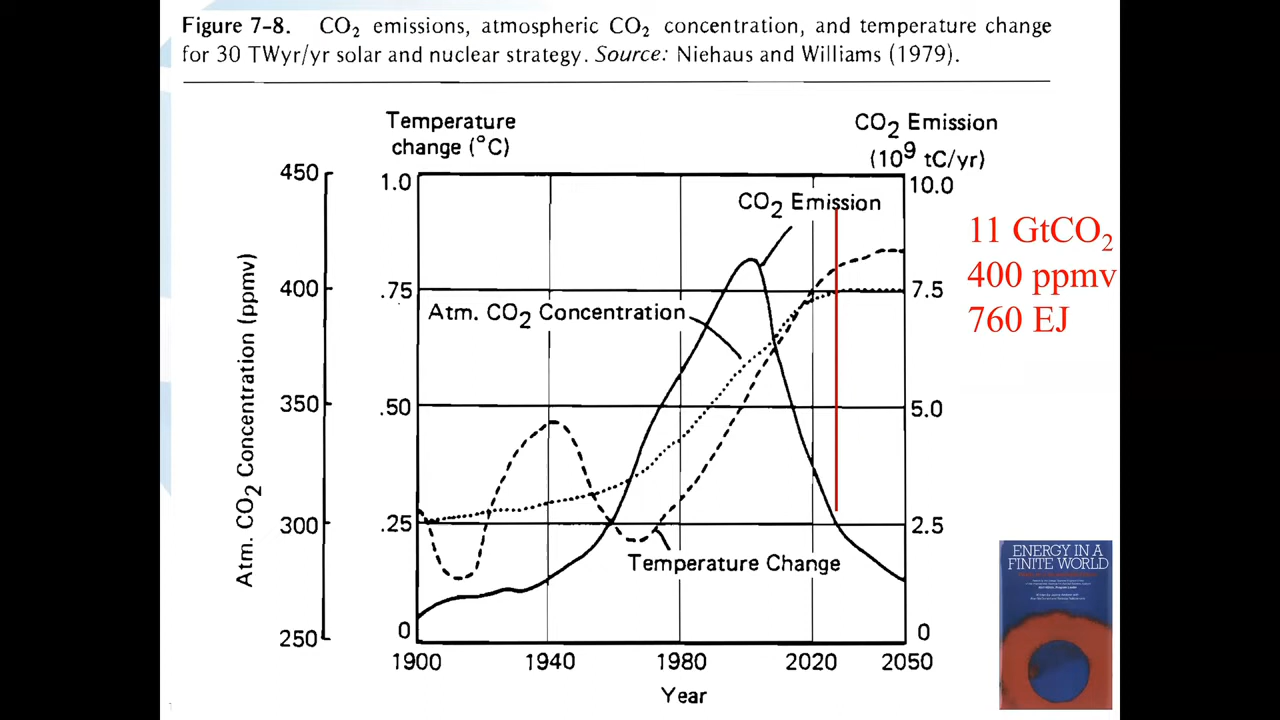 Figure 7–8. CO₂ emissions, atmospheric CO₂ concentration, and temperature change
for 30 TWyr/yr solar and nuclear strategy. Source: Niehaus and Williams (1979).
Temperature
change (°C)
CO₂ Emission
(10⁹ tC/yr)
450
400
350
300
250
Atm. CO₂ Concentration (ppmv)
1.0
.75
.50
.25
0
10.0
7.5
5.0
2.5
0
CO₂ Emission
Atm. CO₂ Concentration
Temperature Change
1900
1940
1980
2020
2050
Year
11 GtCO₂
400 ppmv
760 EJ
ENERGY IN A
FINITE WORLD